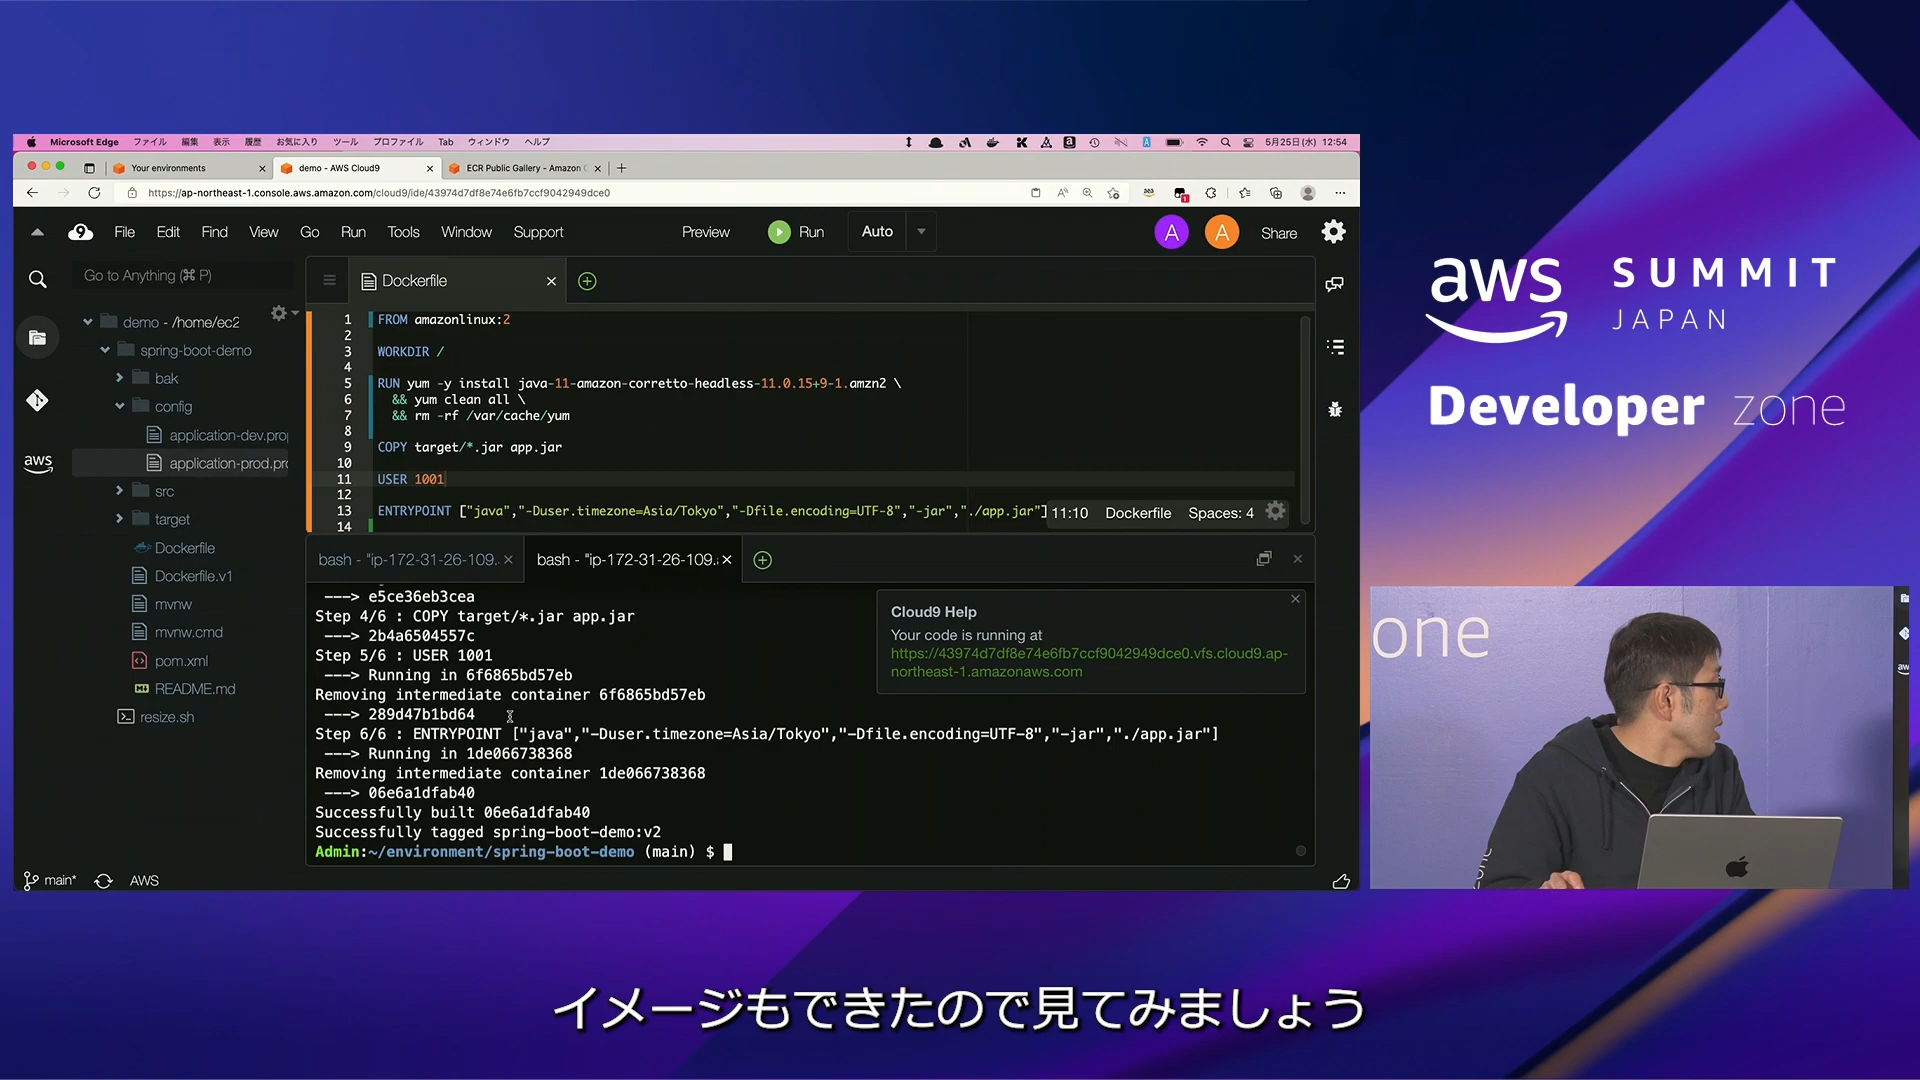 Microsoft Edge ファイル 編集 表示 履歴 お気に入り ツール プロファイル Tab ウィンドウ ヘルプ 5月25日(水) 12:54
Your environments
demo - AWS Cloud9
ECR Public Gallery - Amazon
https://ap-northeast-1.console.aws.amazon.com/cloud9/ide/43974d7df8e74e6fb7ccf9042949dce0
9 File Edit Find View Go Run Tools Window Support Preview Run Auto A A Share
Go to Anything (⌘ P)
demo - /home/ec2
spring-boot-demo
bak
config
application-dev.prop
application-prod.pro
src
target
Dockerfile
Dockerfile.v1
mvnw
mvnw.cmd
pom.xml
README.md
resize.sh
aws
main* AWS
Dockerfile
1 FROM amazonlinux:2
2
3 WORKDIR /
4
5 RUN yum -y install java-11-amazon-corretto-headless-11.0.15+9-1.amzn2 \
6 && yum clean all \
7 && rm -rf /var/cache/yum
8
9 COPY target/*.jar app.jar
10
11 USER 1001
12
13 ENTRYPOINT ["java","-Duser.timezone=Asia/Tokyo","-Dfile.encoding=UTF-8","-jar","./app.jar"]
14
11:10 Dockerfile Spaces: 4
bash - "ip-172-31-26-109.
bash - "ip-172-31-26-109.
---> e5ce36eb3cea
Step 4/6 : COPY target/*.jar app.jar
---> 2b4a6504557c
Step 5/6 : USER 1001
---> Running in 6f6865bd57eb
Removing intermediate container 6f6865bd57eb
---> 289d47b1bd64
Step 6/6 : ENTRYPOINT ["java","-Duser.timezone=Asia/Tokyo","-Dfile.encoding=UTF-8","-jar","./app.jar"]
---> Running in 1de066738368
Removing intermediate container 1de066738368
---> 06e6a1dfab40
Successfully built 06e6a1dfab40
Successfully tagged spring-boot-demo:v2
Admin:~/environment/spring-boot-demo (main) $
Cloud9 Help
Your code is running at
https://43974d7df8e74e6fb7ccf9042949dce0.vfs.cloud9.ap-
northeast-1.amazonaws.com
aws SUMMIT
JAPAN
Developer zone
one
イメージもできたので見てみましょう